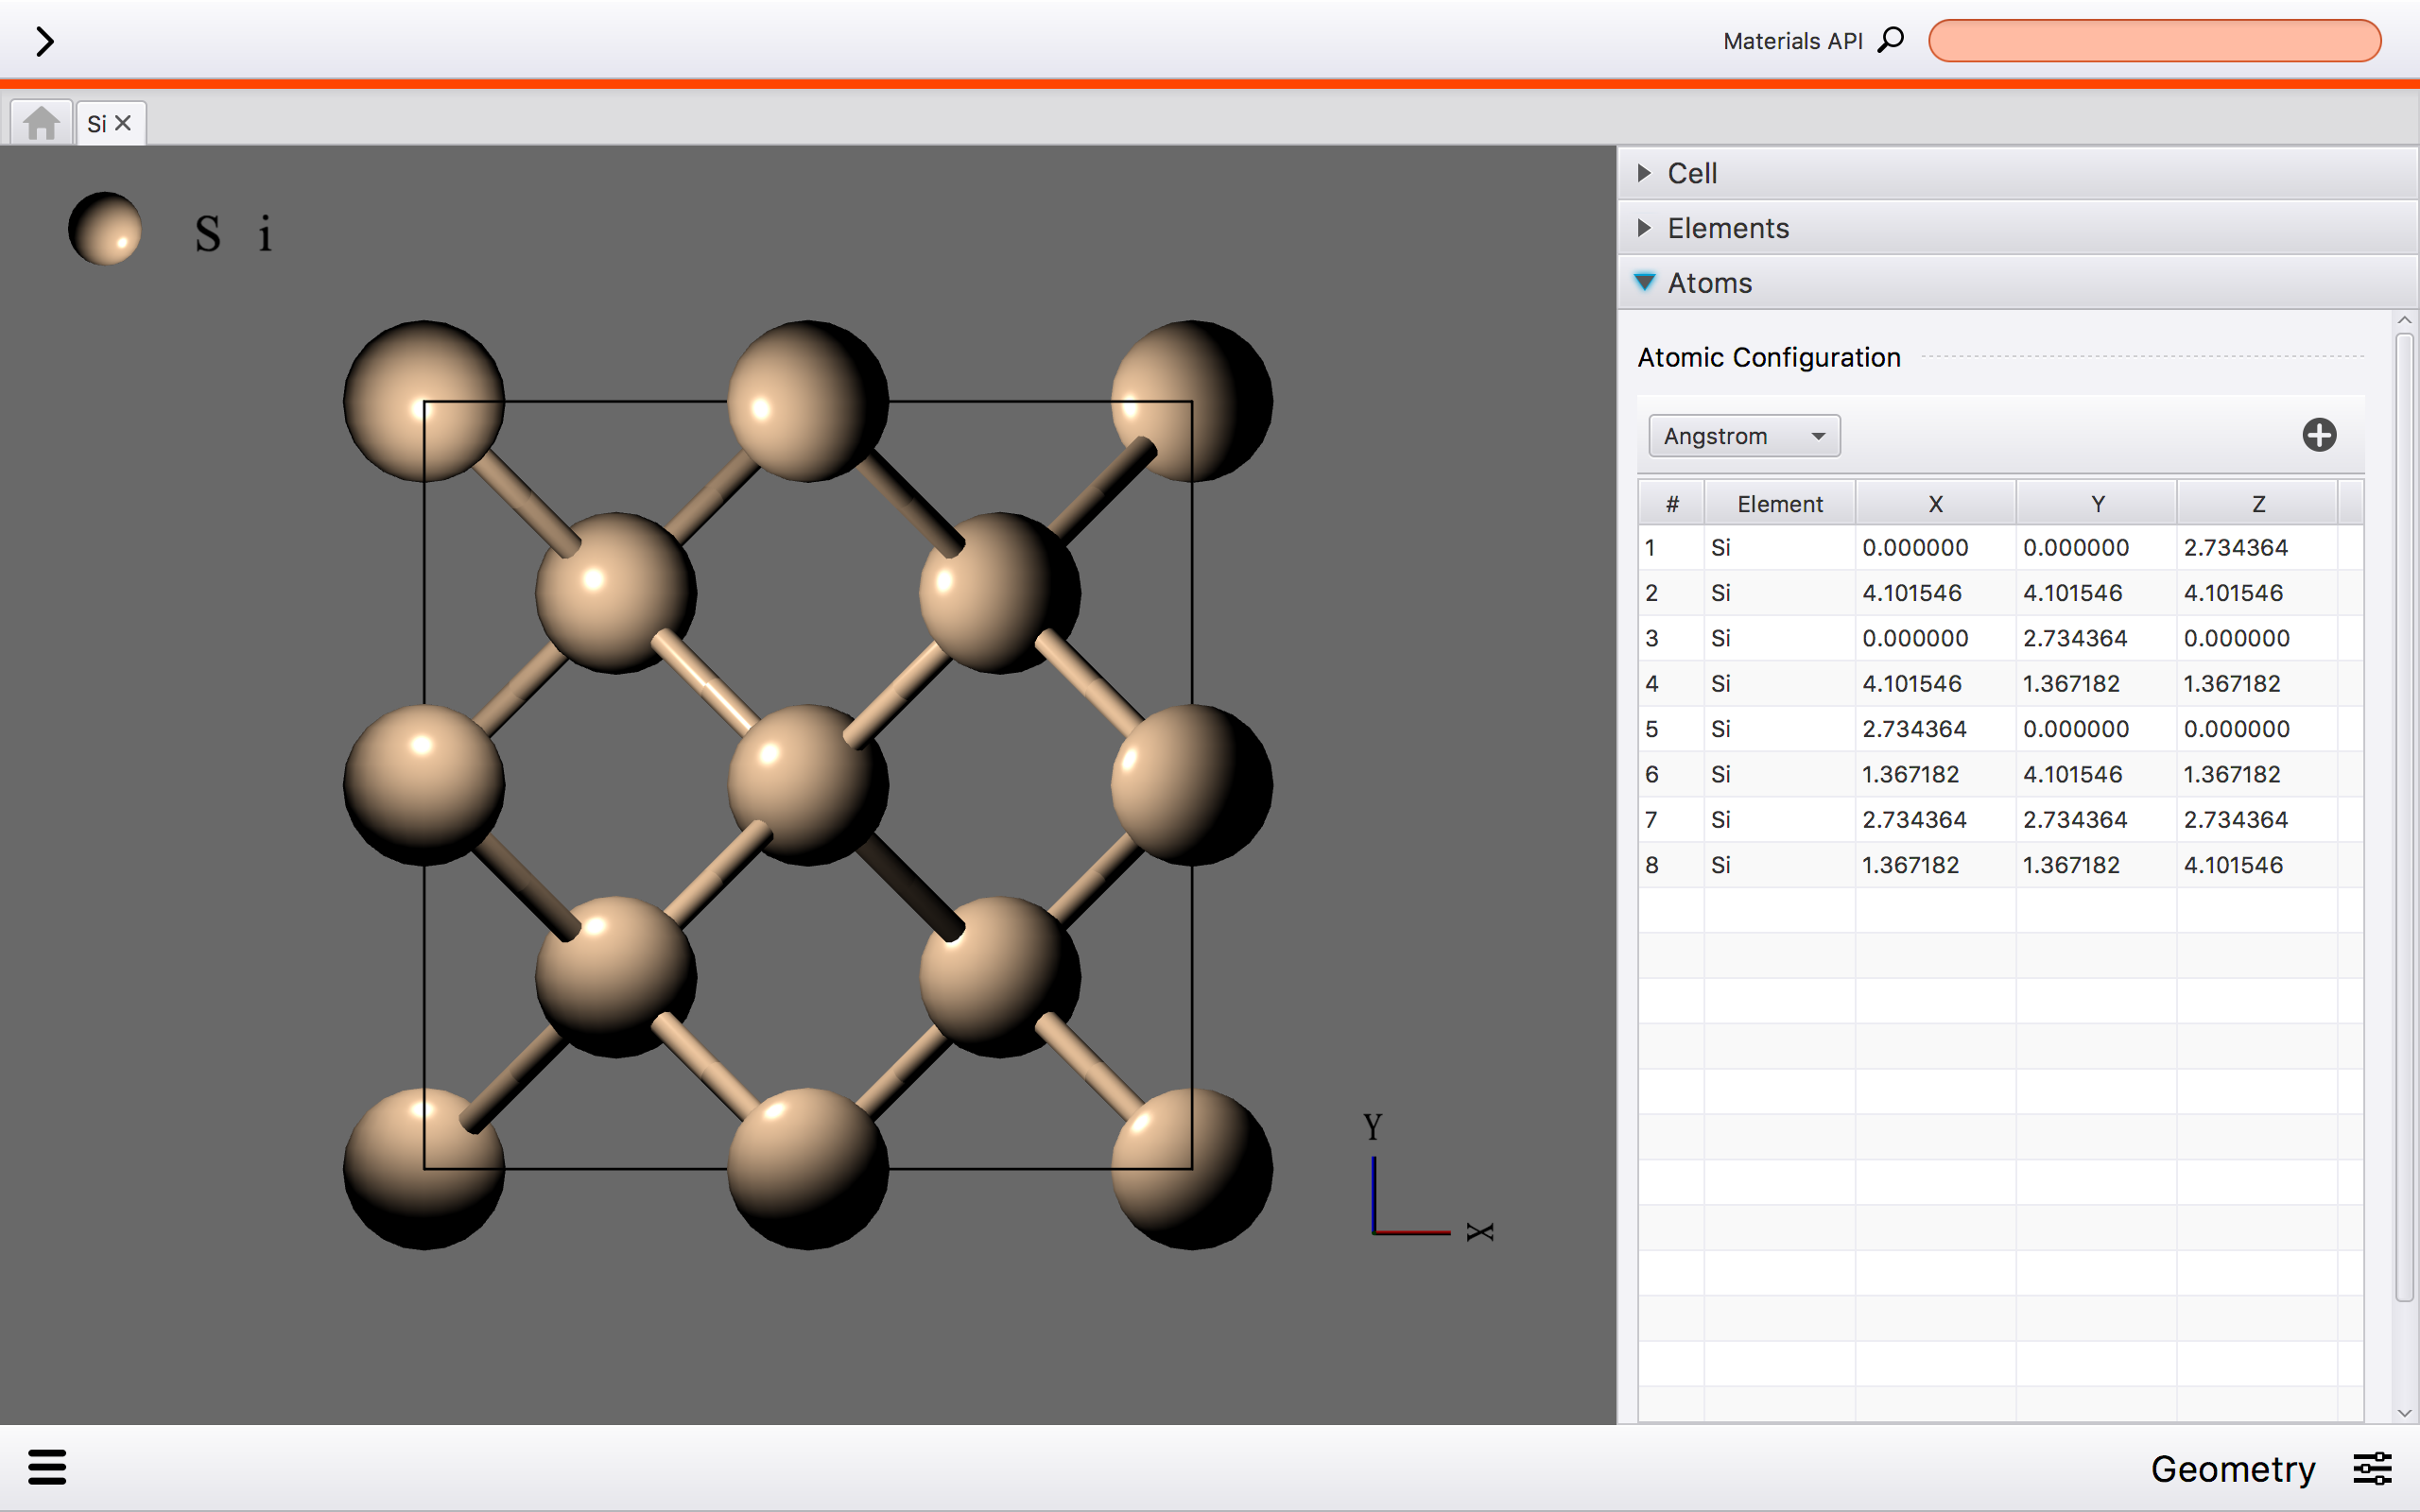 Materials API
Si
S i
Cell
Elements
Atoms
Atomic Configuration
Angstrom
# Element X Y Z
1 Si 0.000000 0.000000 2.734364
2 Si 4.101546 4.101546 4.101546
3 Si 0.000000 2.734364 0.000000
4 Si 4.101546 1.367182 1.367182
5 Si 2.734364 0.000000 0.000000
6 Si 1.367182 4.101546 1.367182
7 Si 2.734364 2.734364 2.734364
8 Si 1.367182 1.367182 4.101546
Y
X
Geometry